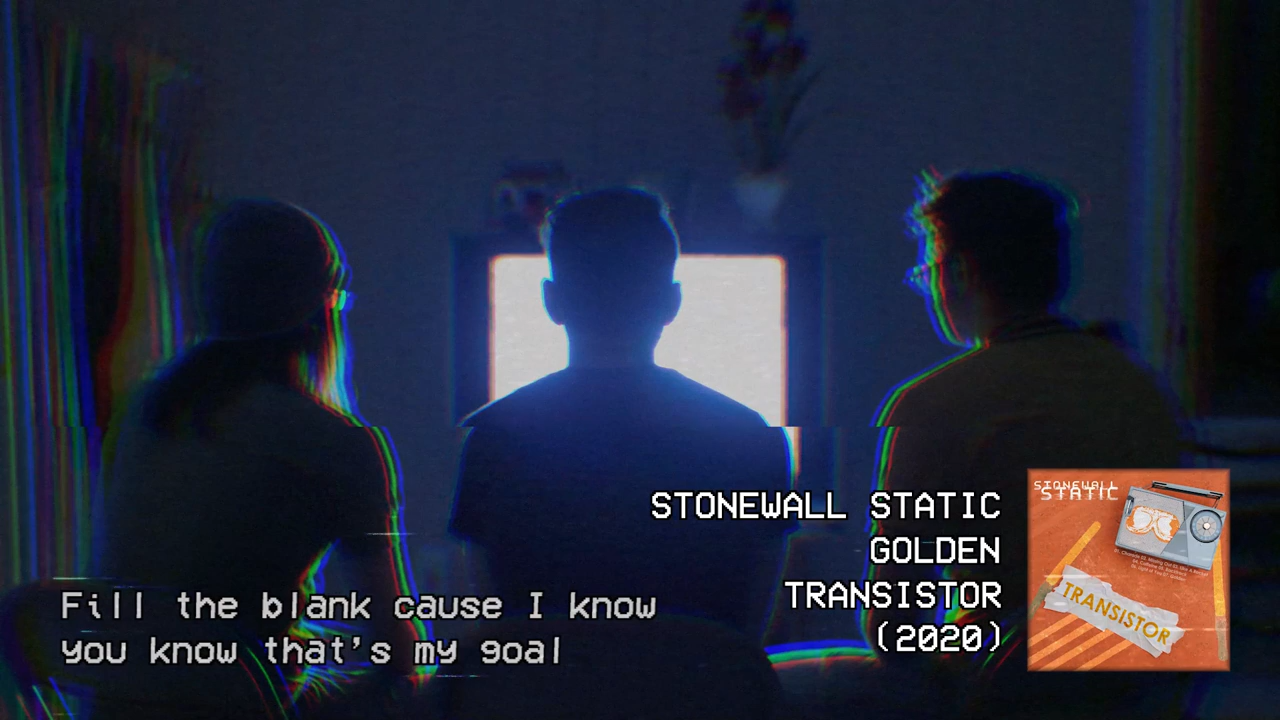 Fill the blank cause I know
you know that's my goal
STONEWALL STATIC
GOLDEN
TRANSISTOR
(2020)
STONEWALL
STATIC
TRANSISTOR